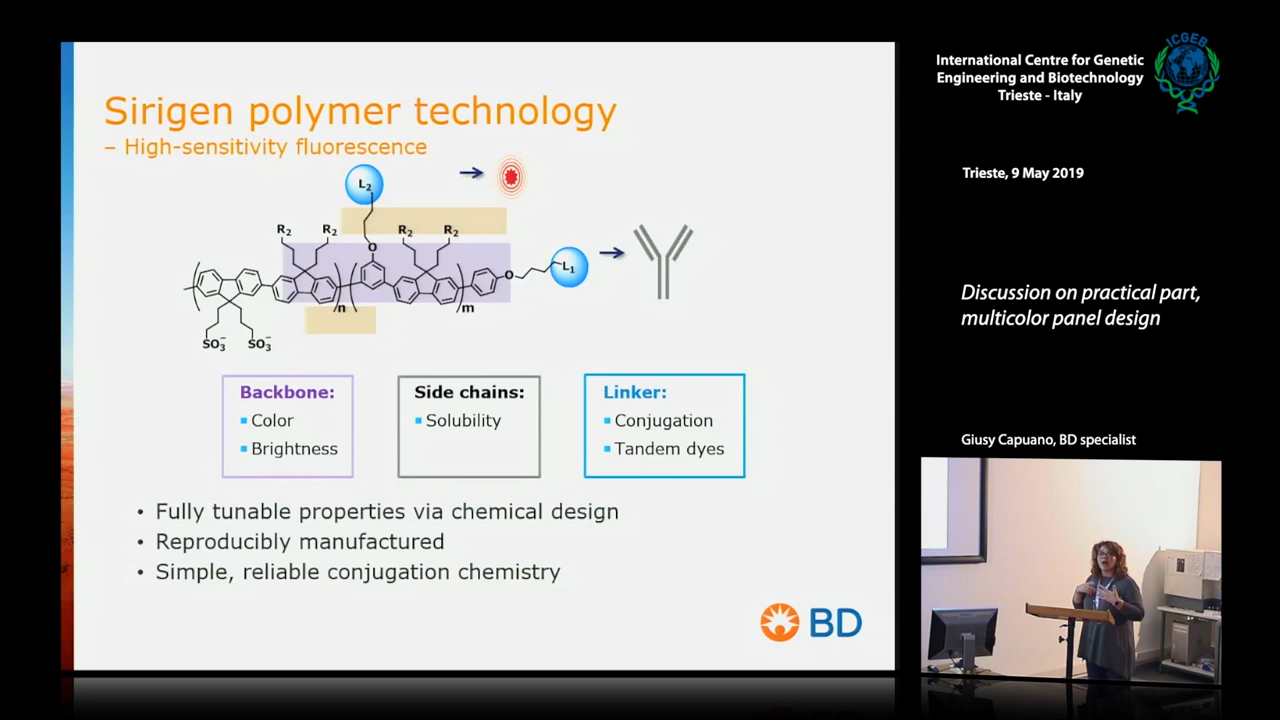 Sirigen polymer technology
– High-sensitivity fluorescence
L2
R2 R2 R2 R2
O
O
L1
n
m
SO3- SO3-
Backbone:
Color
Brightness
Side chains:
Solubility
Linker:
Conjugation
Tandem dyes
• Fully tunable properties via chemical design
• Reproducibly manufactured
• Simple, reliable conjugation chemistry
BD
International Centre for Genetic
Engineering and Biotechnology
Trieste - Italy
ICGEB
Trieste, 9 May 2019
Discussion on practical part,
multicolor panel design
Giusy Capuano, BD specialist